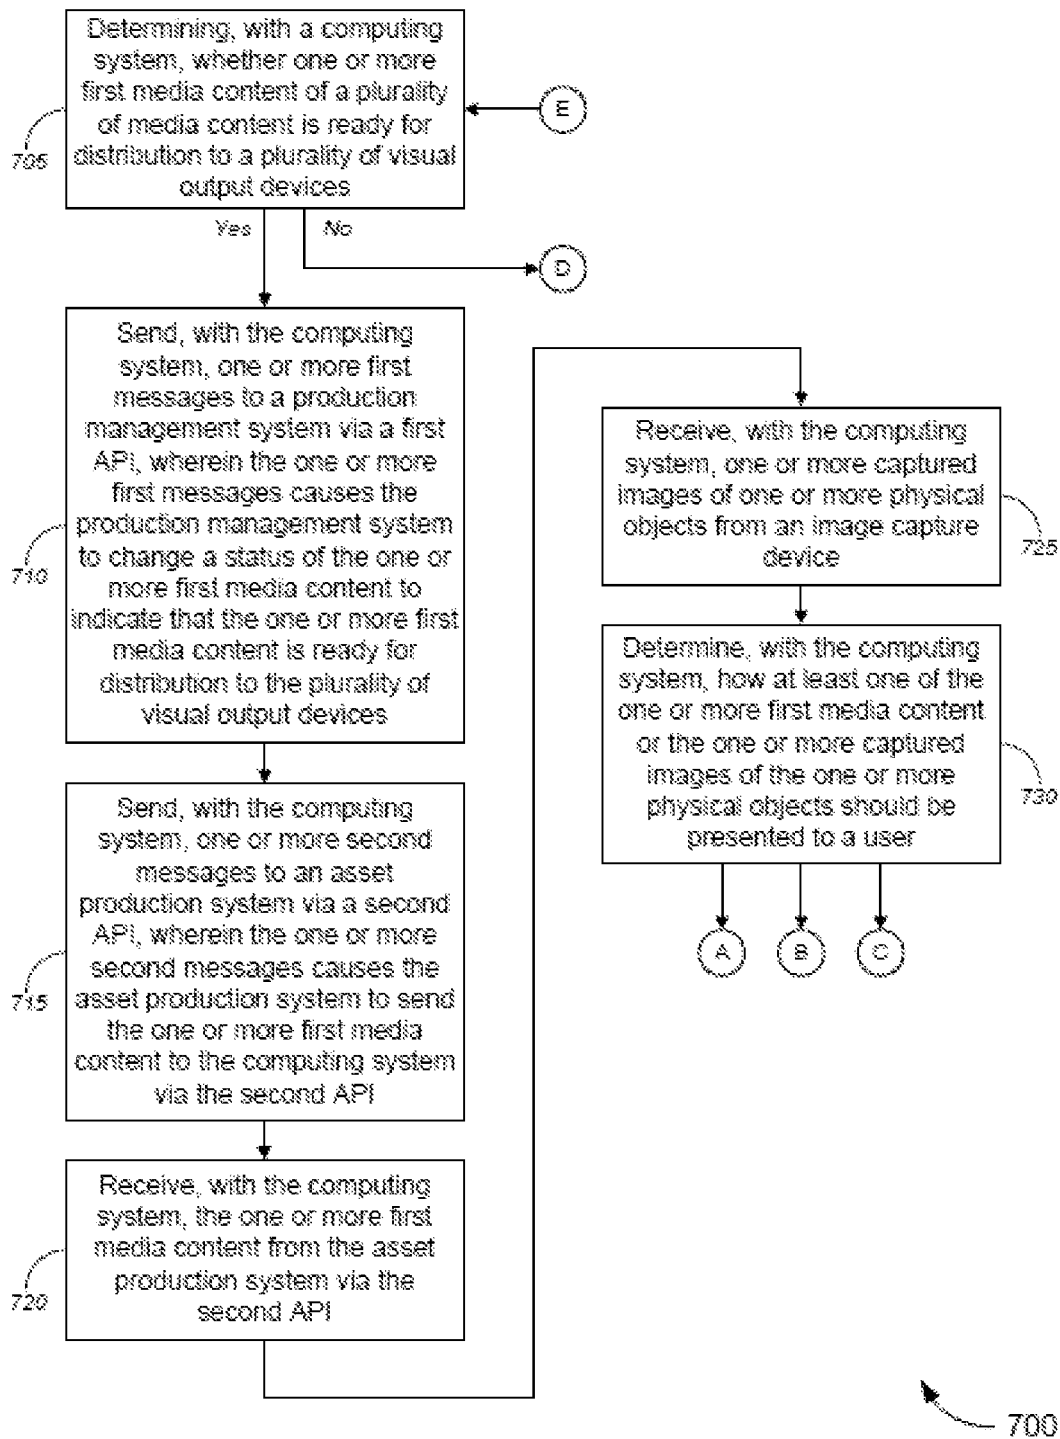 Determining, with a computing
system, whether one or more
first media content of a plurality
of media content is ready for
distribution to a plurality of visual
output devices
705
E
Yes
No
D
Send, with the computing
system, one or more first
messages to a production
management system via a first
API, wherein the one or more
first messages causes the
production management system
to change a status of the one or
more first media content to
indicate that the one or more first
media content is ready for
distribution to the plurality of
visual output devices
710
Send, with the computing
system, one or more second
messages to an asset
production system via a second
API, wherein the one or more
second messages causes the
asset production system to send
the one or more first media
content to the computing system
via the second API
715
Receive, with the computing
system, the one or more first
media content from the asset
production system via the
second API
720
Receive, with the computing
system, one or more captured
images of one or more physical
objects from an image capture
device
725
Determine, with the computing
system, how at least one of the
one or more first media content
or the one or more captured
images of the one or more
physical objects should be
presented to a user
730
A
B
C
700